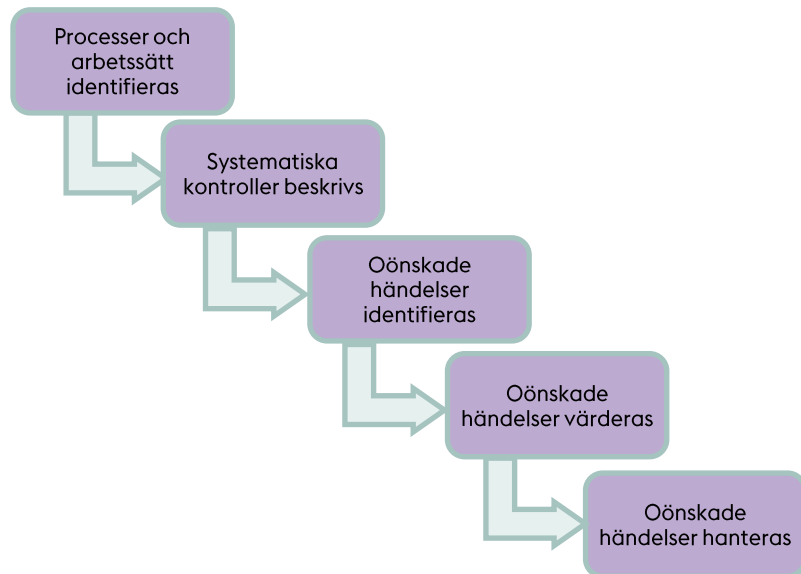 Processer och
arbetssätt
identifieras
Systematiska
kontroller beskrivs
Oönskade
händelser
identifieras
Oönskade
händelser värderas
Oönskade
händelser hanteras